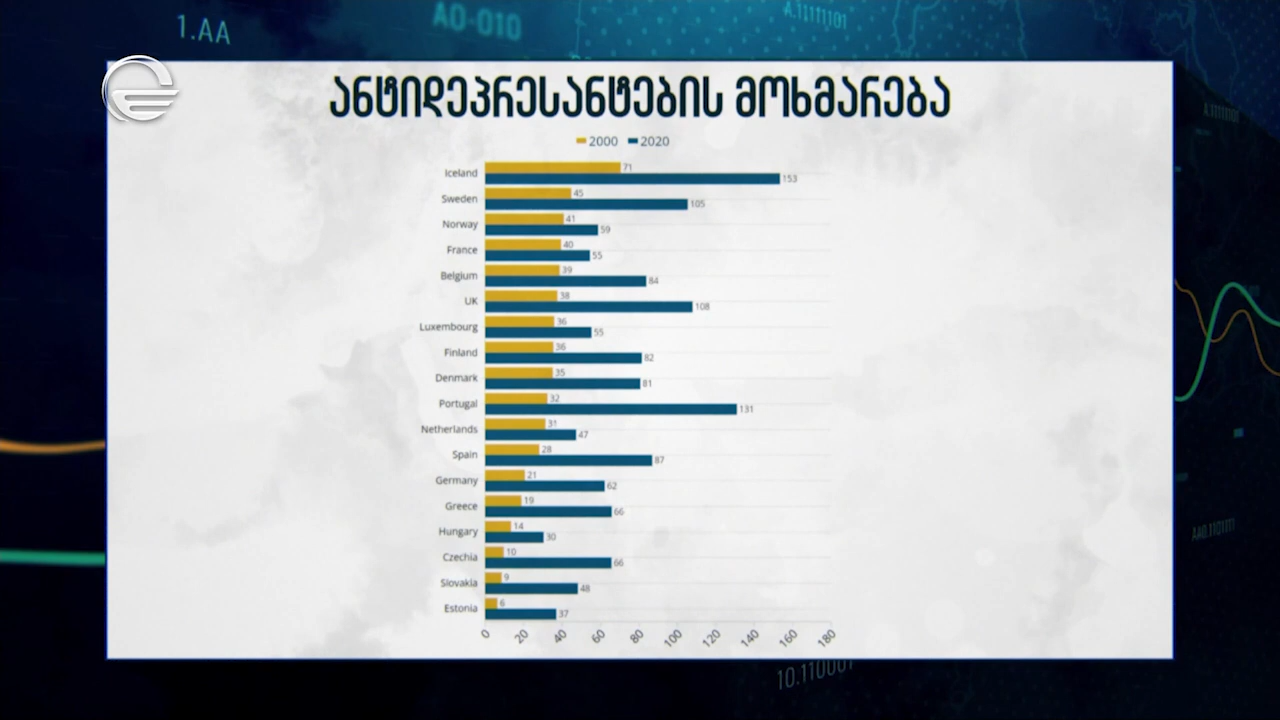 1.AA
AO-010
A.11111101
ანტიდეპრესანტების მოხმარება
2000 2020
Iceland 71 153
Sweden 45 105
Norway 41 59
France 40 55
Belgium 39 84
UK 38 108
Luxembourg 36 55
Finland 36 82
Denmark 35 81
Portugal 32 131
Netherlands 31 47
Spain 28 87
Germany 21 62
Greece 19 66
Hungary 14 30
Czechia 10 66
Slovakia 9 48
Estonia 6 37
0 20 40 60 80 100 120 140 160 180